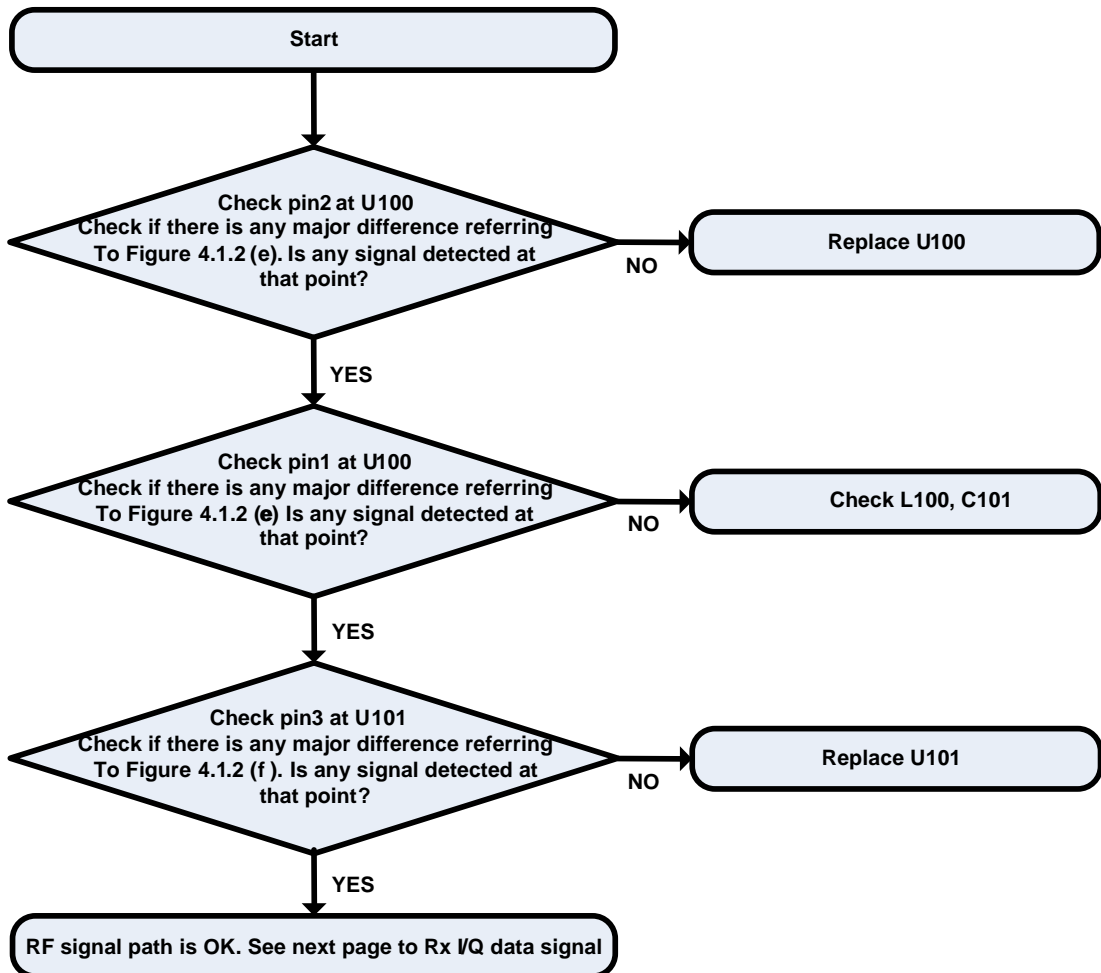 Start
Check pin2 at U100
Check if there is any major difference referring
To Figure 4.1.2 (e). Is any signal detected at
that point?
NO
Replace U100
YES
Check pin1 at U100
Check if there is any major difference referring
To Figure 4.1.2 (e) Is any signal detected at
that point?
NO
Check L100, C101
YES
Check pin3 at U101
Check if there is any major difference referring
To Figure 4.1.2 (f ). Is any signal detected at
that point?
NO
Replace U101
YES
RF signal path is OK. See next page to Rx I/Q data signal